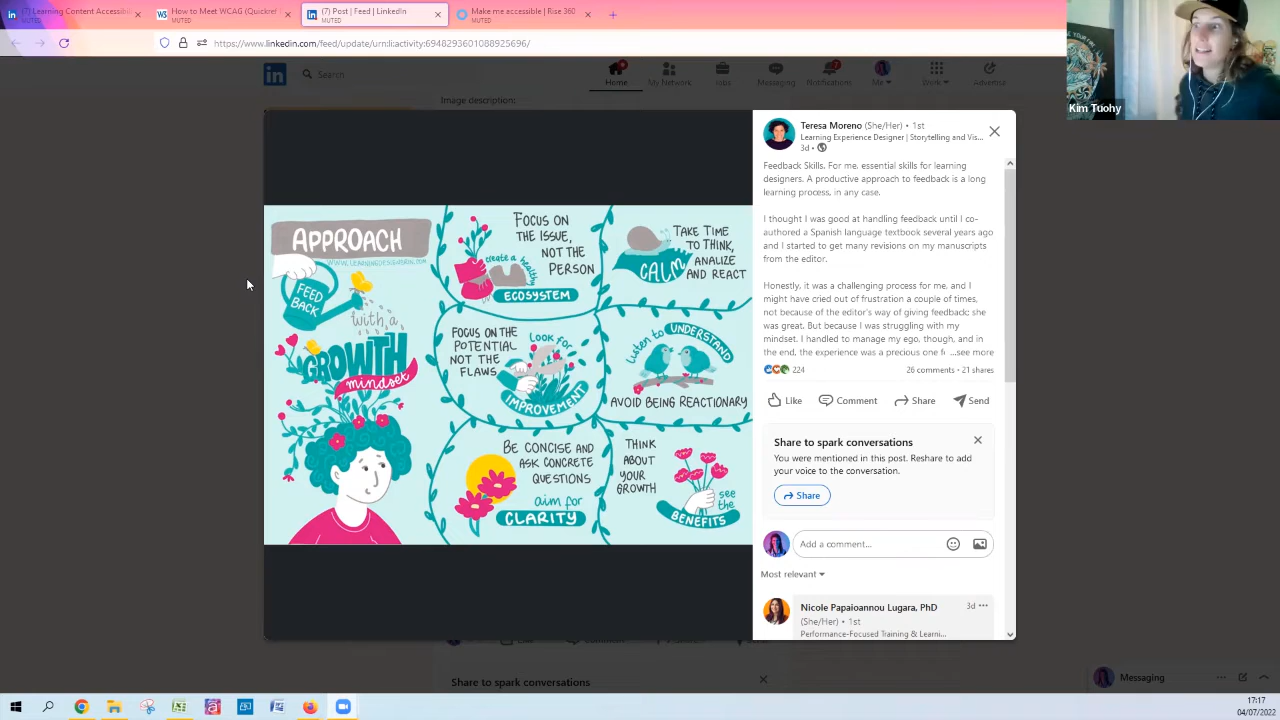 (7) Learning Content Accessibil
How to Meet WCAG (Quickref
MUTED
(7) Post | Feed | LinkedIn
MUTED
Make me accessible | Rise 360
MUTED
https://www.linkedin.com/feed/update/urn:li:activity:6948293601088925696/
Kim Tuohy
in
Search
Home
My Network
Jobs
Messaging
Notifications
Me
Work
Advertise
Image description:
APPROACH
WWW.LEARNINGDESIGNING.COM
FEED
BACK
with a
GROWTH
mindset
FOCUS ON
THE ISSUE,
NOT THE
PERSON
create a healthy
ECOSYSTEM
TAKE TIME
TO THINK,
ANALIZE
AND REACT
CALM
FOCUS ON THE
POTENTIAL
NOT THE
FLAWS
Look for
IMPROVEMENT
Listen to UNDERSTAND
AVOID BEING REACTIONARY
BE CONCISE AND
ASK CONCRETE
QUESTIONS
aim for
CLARITY
THINK
ABOUT
YOUR
GROWTH
see
the
BENEFITS
Teresa Moreno (She/Her) • 1st
Learning Experience Designer | Storytelling and Vis...
3d •
Feedback Skills. For me, essential skills for learning
designers. A productive approach to feedback is a long
learning process, in any case.
I thought I was good at handling feedback until I co-
authored a Spanish language textbook several years ago
and I started to get many revisions on my manuscripts
from the editor.
Honestly, it was a challenging process for me, and I
might have cried out of frustration a couple of times,
not because of the editor's way of giving feedback; she
was great. But because I was struggling with my
mindset. I handled to manage my ego, though, and in
the end, the experience was a precious one f ...see more
224
26 comments • 21 shares
Like
Comment
Share
Send
Share to spark conversations
You were mentioned in this post. Reshare to add
your voice to the conversation.
Share
Add a comment...
Most relevant
Nicole Papaioannou Lugara, PhD
3d
(She/Her) • 1st
Performance-Focused Training & Learni...
Share to spark conversations
Messaging
17:17
04/07/2022